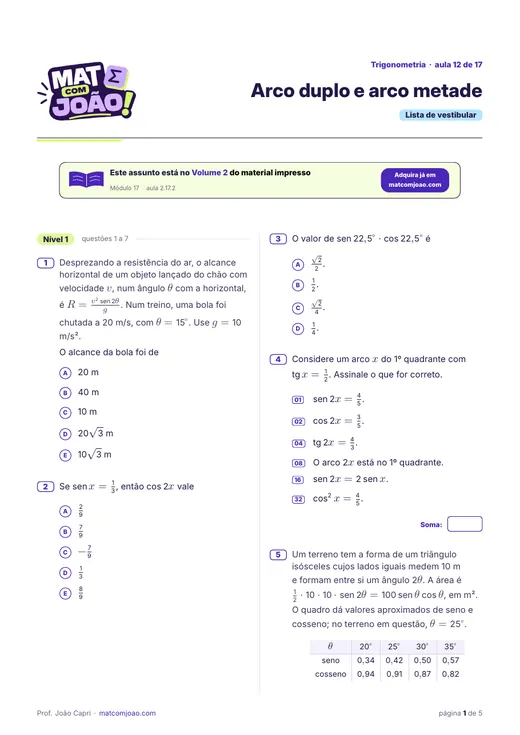 MAT Σ
COM
JOÃO!
Trigonometria · aula 12 de 17
Arco duplo e arco metade
Lista de vestibular
Este assunto está no Volume 2 do material impresso
Módulo 17 aula 2.17.2
Adquira já em
matcomjoao.com
Nível 1 questões 1 a 7
1 Desprezando a resistência do ar, o alcance
horizontal de um objeto lançado do chão com
velocidade v, num ângulo θ com a horizontal,
é R = v² sen 2θ / g. Num treino, uma bola foi
chutada a 20 m/s, com θ = 15°. Use g = 10
m/s².
O alcance da bola foi de
A 20 m
B 40 m
C 10 m
D 20√3 m
E 10√3 m
2 Se sen x = 1/3, então cos 2x vale
A 2/9
B 7/9
C −7/9
D 1/3
E 8/9
3 O valor de sen 22,5° · cos 22,5° é
A √2/2.
B 1/2.
C √2/4.
D 1/4.
4 Considere um arco x do 1º quadrante com
tg x = 1/2. Assinale o que for correto.
01 sen 2x = 4/5.
02 cos 2x = 3/5.
04 tg 2x = 4/3.
08 O arco 2x está no 1º quadrante.
16 sen 2x = 2 sen x.
32 cos² x = 4/5.
Soma:
5 Um terreno tem a forma de um triângulo
isósceles cujos lados iguais medem 10 m
e formam entre si um ângulo 2θ. A área é
1/2 · 10 · 10 · sen 2θ = 100 sen θ cos θ, em m².
O quadro dá valores aproximados de seno e
cosseno; no terreno em questão, θ = 25°.
θ 20° 25° 30° 35°
seno 0,34 0,42 0,50 0,57
cosseno 0,94 0,91 0,87 0,82
Prof. João Capri · matcomjoao.com
página 1 de 5